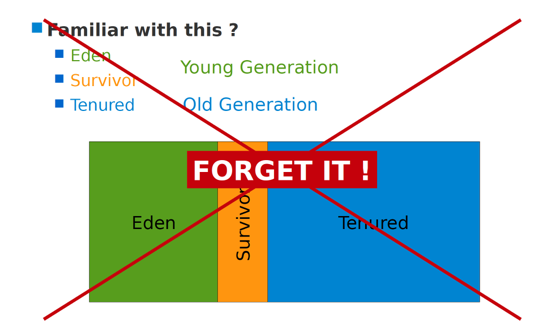 Familiar with this ?
Eden
Young Generation
Survivor
Tenured
Old Generation
FORGET IT !
Eden
Survivor
Tenured